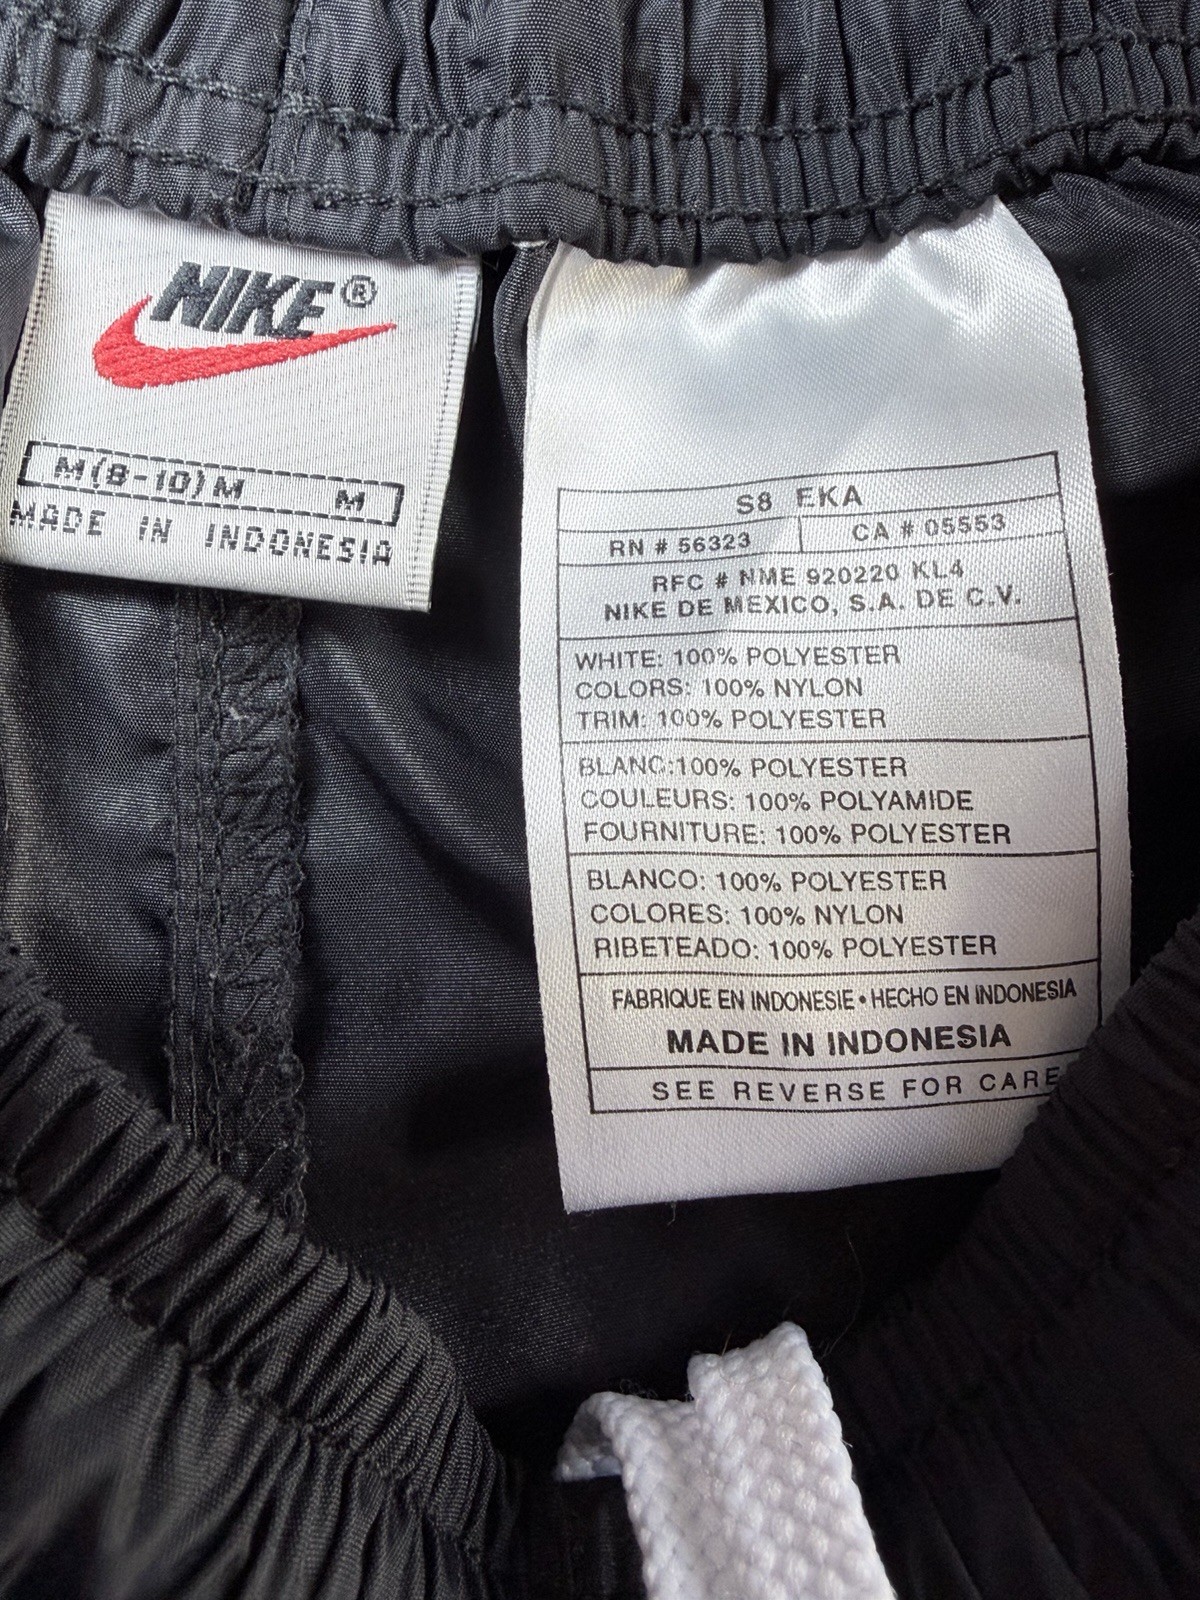 NIKE®
M(8-10)M M
MADE IN INDONESIA
S8 EKA
RN # 56323 CA # 05553
RFC # NME 920220 KL4
NIKE DE MEXICO, S.A. DE C.V.
WHITE: 100% POLYESTER
COLORS: 100% NYLON
TRIM: 100% POLYESTER
BLANC:100% POLYESTER
COULEURS: 100% POLYAMIDE
FOURNITURE: 100% POLYESTER
BLANCO: 100% POLYESTER
COLORES: 100% NYLON
RIBETEADO: 100% POLYESTER
FABRIQUE EN INDONESIE • HECHO EN INDONESIA
MADE IN INDONESIA
SEE REVERSE FOR CARE